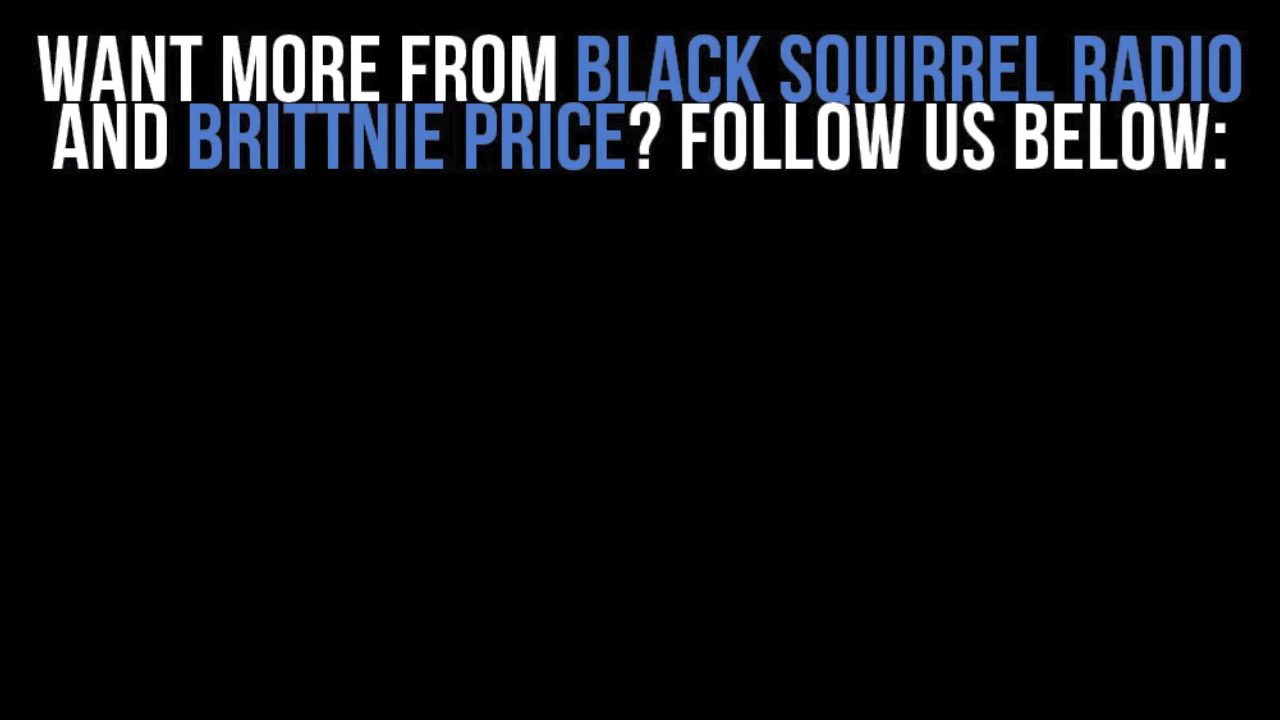 WANT MORE FROM BLACK SQUIRREL RADIO
AND BRITTNIE PRICE? FOLLOW US BELOW: